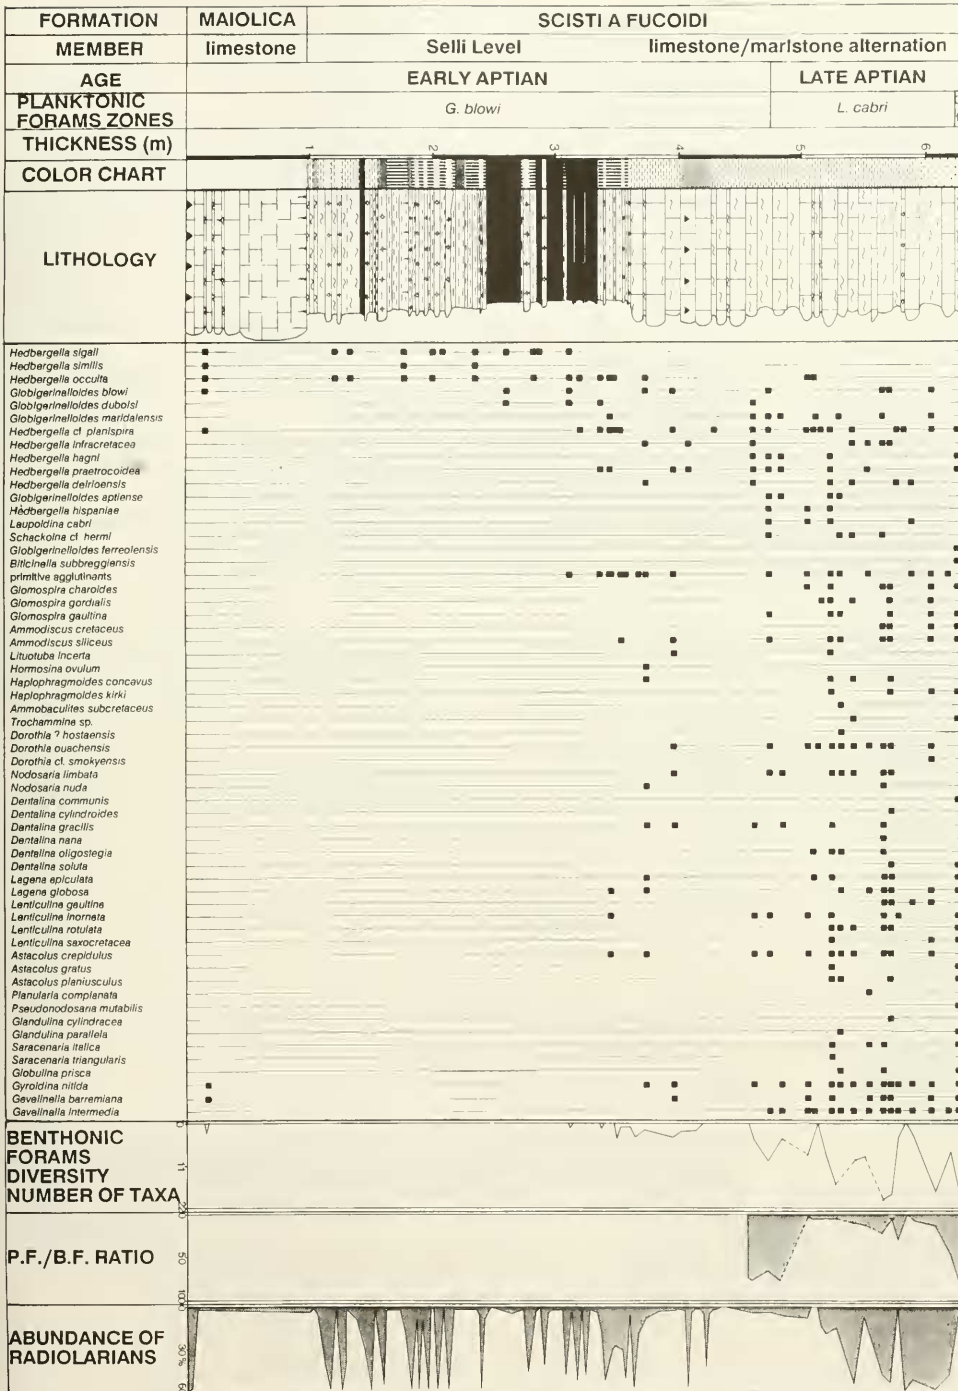 FORMATION MAIOLICA SCISTI A FUCOIDI
MEMBER limestone Selli Level limestone/marlstone alternation
AGE EARLY APTIAN LATE APTIAN
PLANKTONIC FORAMS ZONES G. blowi L. cabri
THICKNESS (m) 1 2 3 4 5 6
COLOR CHART
LITHOLOGY
Hedbergella sigali
Hedbergella similis
Hedbergella occulta
Globigerinelloides blowi
Globigerinelloides duboisi
Globigerinelloides maridalensis
Hedbergella cf planispira
Hedbergella infracretacea
Hedbergella hagni
Hedbergella praetrocoidea
Hedbergella delrioensis
Globigerinelloides aptiense
Hedbergella hispaniae
Leupoldina cabri
Schackoina cf hermi
Globigerinelloides ferreolensis
Biticinella subbreggiensis
primitive agglutinants
Glomospira charoides
Glomospira gordialis
Glomospira gaultina
Ammodiscus cretaceus
Ammodiscus siliceus
Lituotuba incerta
Hormosina ovulum
Haplophragmoides concavus
Haplophragmoides kirki
Ammobaculites subcretaceus
Trochammina sp.
Dorothia ? hostaensis
Dorothia ouachensis
Dorothia cf. smokyensis
Nodosaria limbata
Nodosaria nuda
Dentalina communis
Dentalina cylindroides
Dentalina gracilis
Dentalina nana
Dentalina oligostegia
Dentalina soluta
Lagena apiculata
Lagena globosa
Lenticulina gaultina
Lenticulina inornata
Lenticulina rotulata
Lenticulina saxocretacea
Astacolus crepidulus
Astacolus gratus
Astacolus planiusculus
Planularia complanata
Pseudonodosaria mutabilis
Glandulina cylindracea
Glandulina parallela
Saracenaria italica
Saracenaria triangularis
Globulina prisca
Gyroidina nitida
Gavelinella barremiana
Gavelinella intermedia
BENTHONIC
FORAMS
DIVERSITY 11
NUMBER OF TAXA
P.F./B.F. RATIO 50
ABUNDANCE OF
RADIOLARIANS 30%